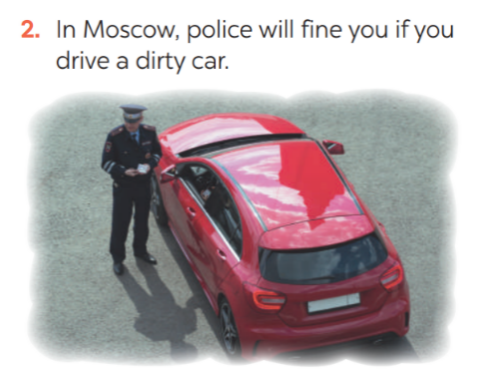 2. In Moscow, police will fine you if you
drive a dirty car.